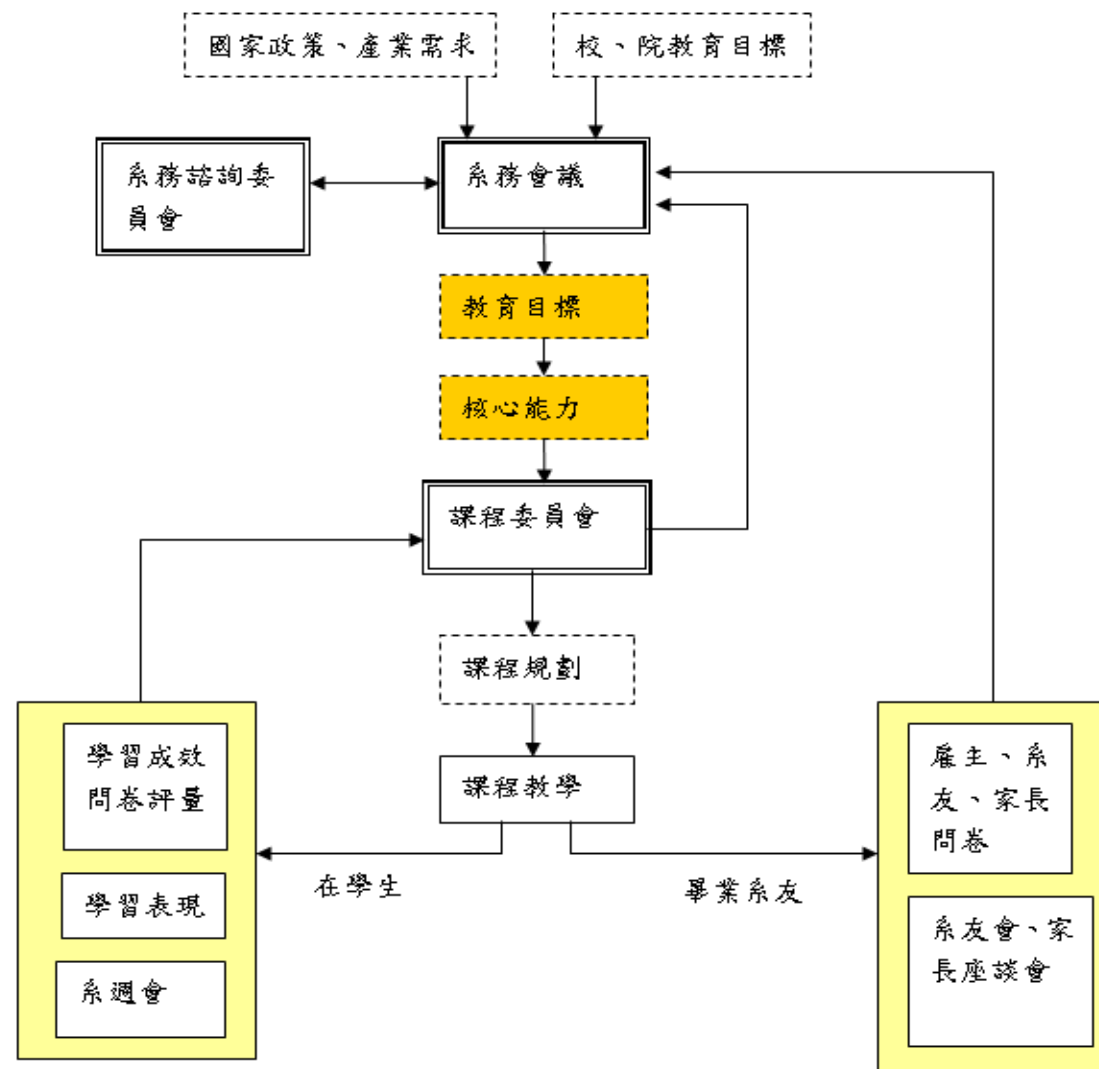 國家政策、產業需求
校、院教育目標
系務諮詢委
員會
系務會議
教育目標
核心能力
課程委員會
課程規劃
課程教學
在學生
畢業系友
學習成效
問卷評量
學習表現
系週會
雇主、系
友、家長
問卷
系友會、家
長座談會